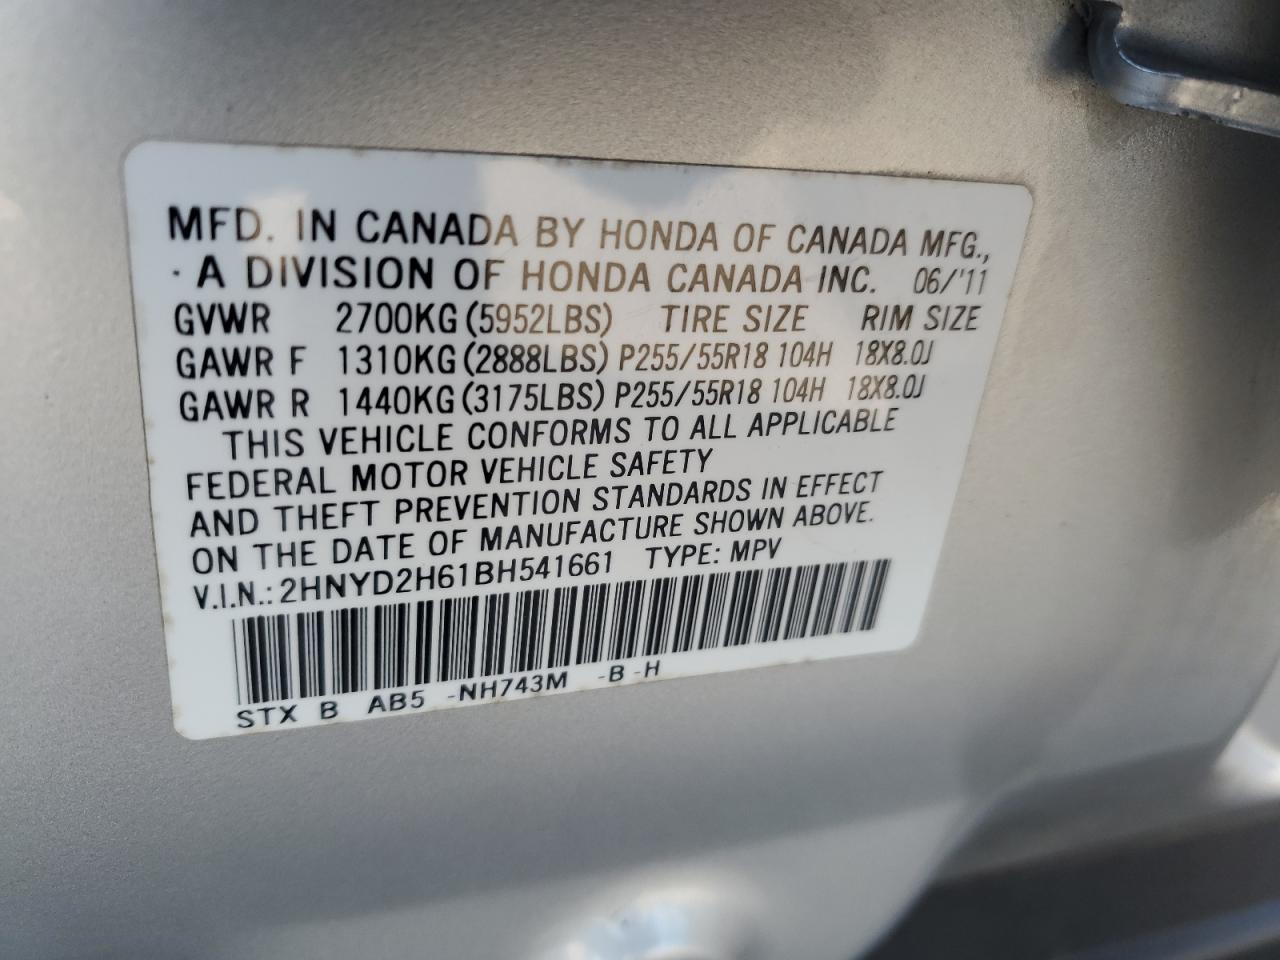 MFD. IN CANADA BY HONDA OF CANADA MFG.,
· A DIVISION OF HONDA CANADA INC. 06/'11
GVWR 2700KG (5952LBS) TIRE SIZE RIM SIZE
GAWR F 1310KG (2888LBS) P255/55R18 104H 18X8.0J
GAWR R 1440KG (3175LBS) P255/55R18 104H 18X8.0J
THIS VEHICLE CONFORMS TO ALL APPLICABLE
FEDERAL MOTOR VEHICLE SAFETY
AND THEFT PREVENTION STANDARDS IN EFFECT
ON THE DATE OF MANUFACTURE SHOWN ABOVE.
V.I.N.: 2HNYD2H61BH541661 TYPE: MPV
STX B AB5 -NH743M -B -H